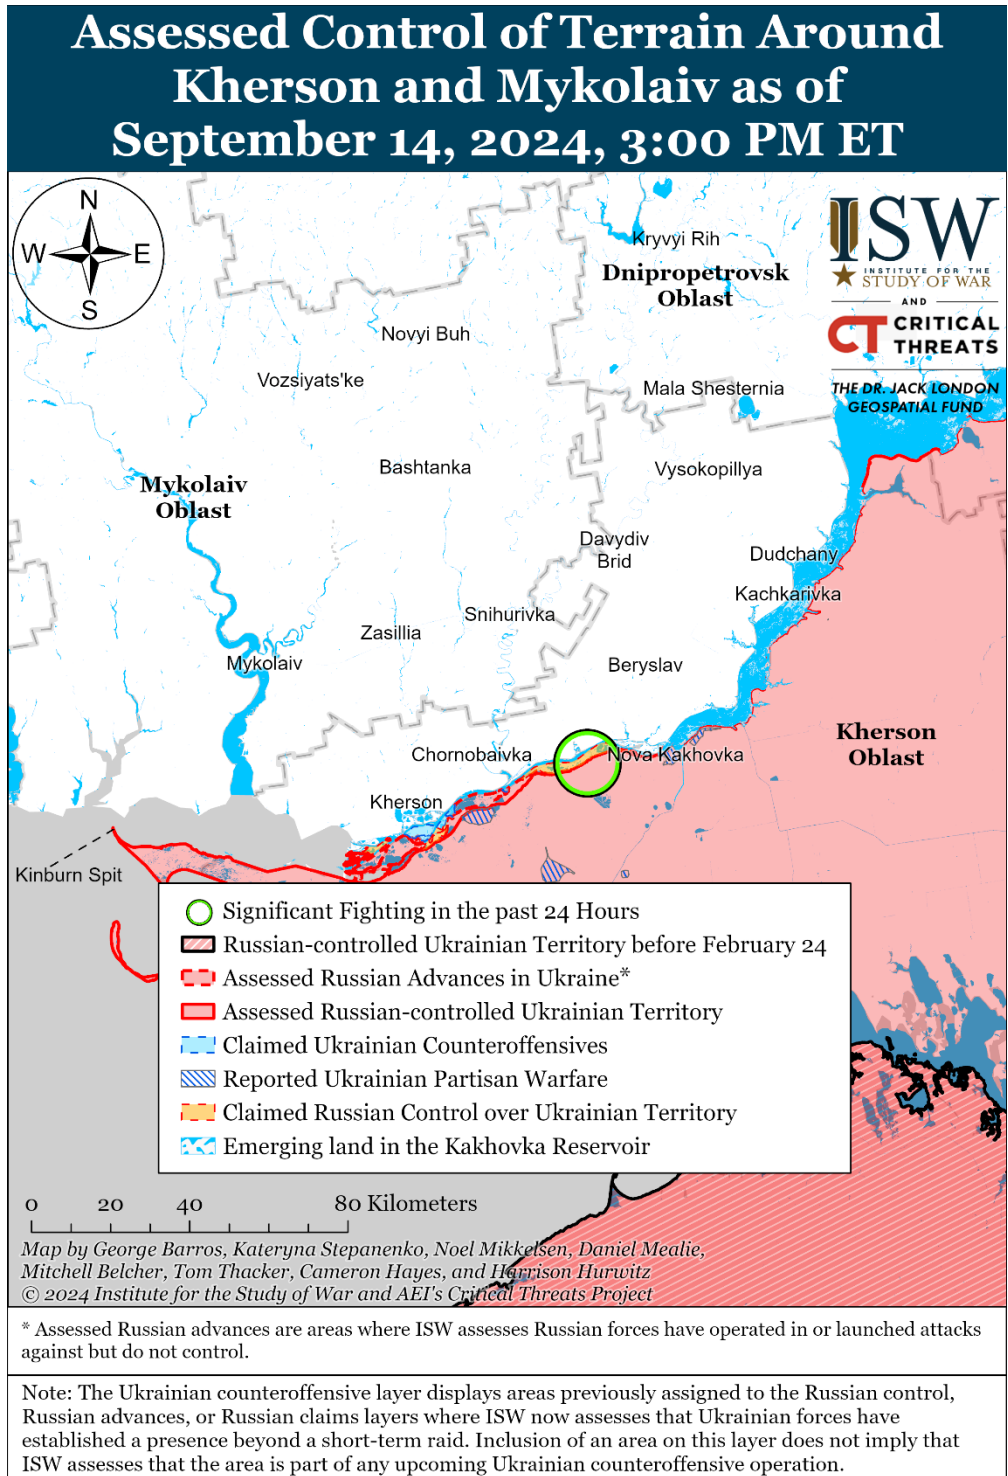 Assessed Control of Terrain Around
Kherson and Mykolaiv as of
September 14, 2024, 3:00 PM ET
N
W E
S
ISW
INSTITUTE FOR THE
STUDY OF WAR
AND
CT CRITICAL
THREATS
THE DR. JACK LONDON
GEOSPATIAL FUND
Kryvyi Rih
Dnipropetrovsk
Oblast
Novyi Buh
Vozsiyats'ke
Mala Shesternia
Bashtanka
Vysokopillya
Mykolaiv
Oblast
Davydiv
Brid
Dudchany
Kachkarivka
Snihurivka
Zasillia
Mykolaiv
Beryslav
Kherson
Oblast
Chornobaivka
Nova Kakhovka
Kherson
Kinburn Spit
Significant Fighting in the past 24 Hours
Russian-controlled Ukrainian Territory before February 24
Assessed Russian Advances in Ukraine*
Assessed Russian-controlled Ukrainian Territory
Claimed Ukrainian Counteroffensives
Reported Ukrainian Partisan Warfare
Claimed Russian Control over Ukrainian Territory
Emerging land in the Kakhovka Reservoir
0 20 40 80 Kilometers
Map by George Barros, Kateryna Stepanenko, Noel Mikkelsen, Daniel Mealie,
Mitchell Belcher, Tom Thacker, Cameron Hayes, and Harrison Hurwitz
© 2024 Institute for the Study of War and AEI's Critical Threats Project
* Assessed Russian advances are areas where ISW assesses Russian forces have operated in or launched attacks
against but do not control.
Note: The Ukrainian counteroffensive layer displays areas previously assigned to the Russian control,
Russian advances, or Russian claims layers where ISW now assesses that Ukrainian forces have
established a presence beyond a short-term raid. Inclusion of an area on this layer does not imply that
ISW assesses that the area is part of any upcoming Ukrainian counteroffensive operation.